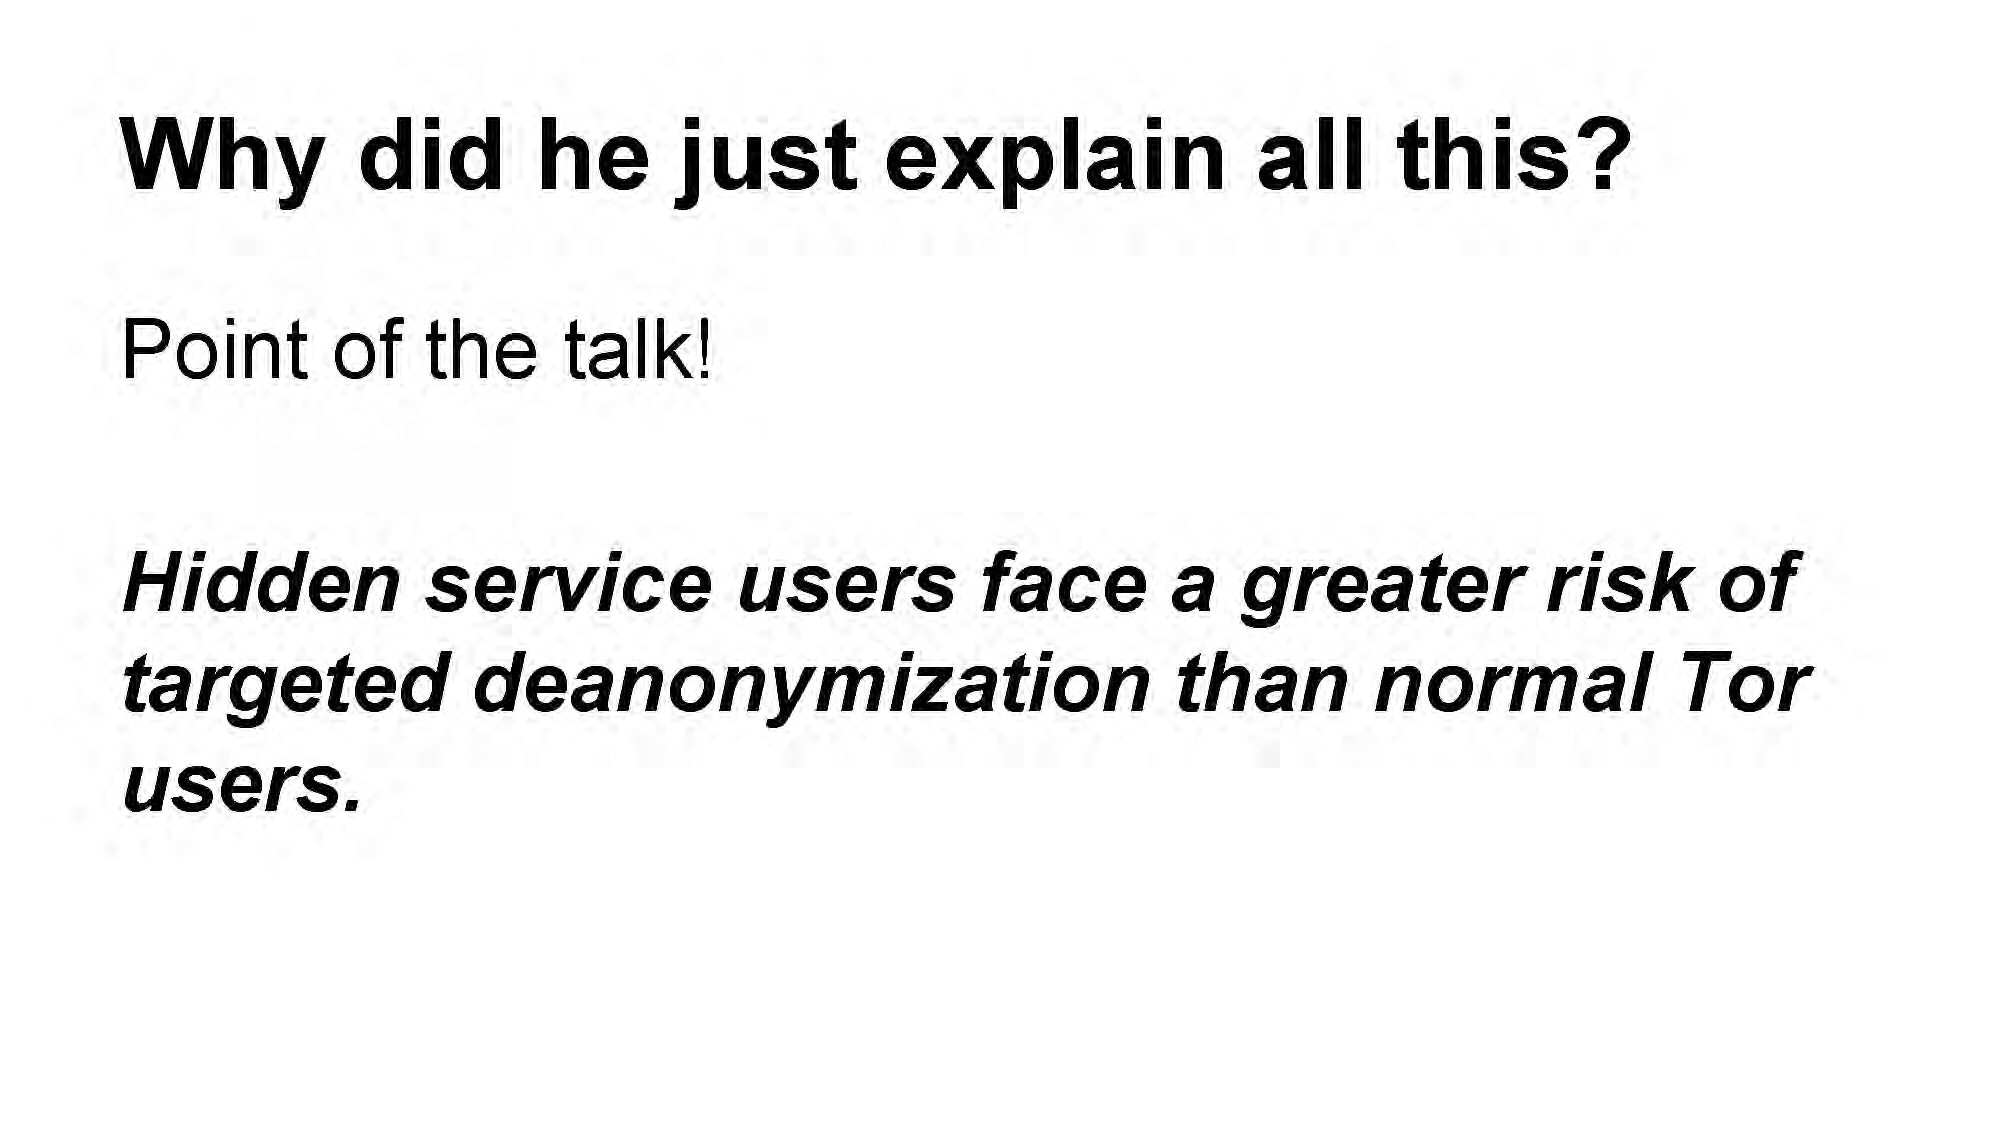 Why did he just explain all this?
Point of the talk!
Hidden service users face a greater risk of
targeted deanonymization than normal Tor
users.